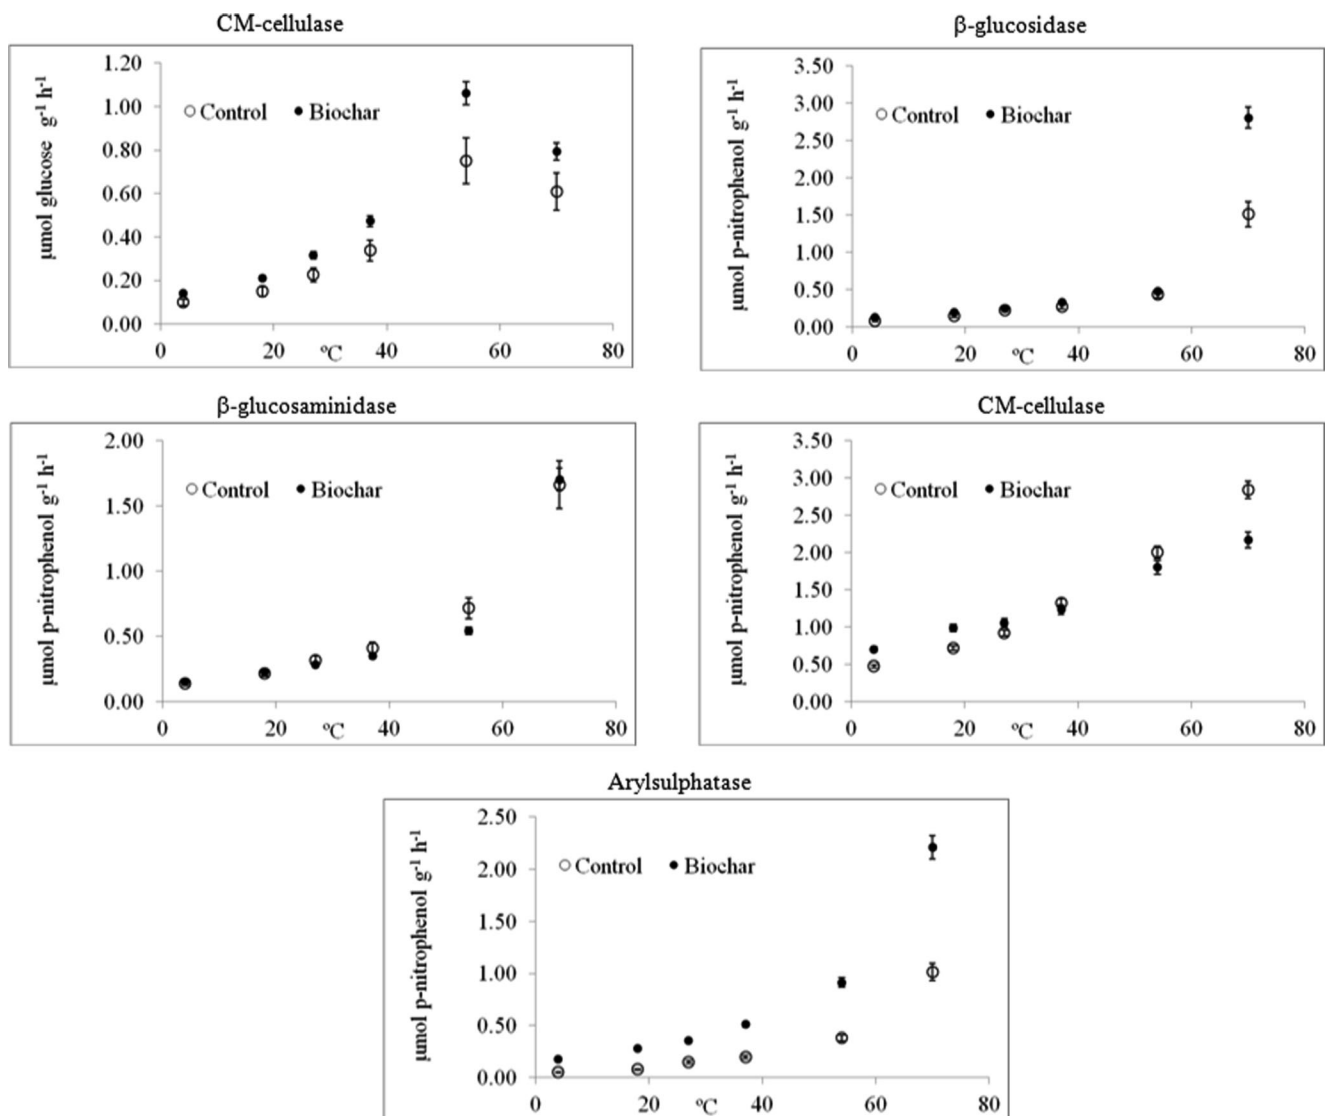 CM-cellulase
μmol glucose g-1 h-1
1.20
1.00
0.80
0.60
0.40
0.20
0.00
Control
Biochar
0
20
ºC
40
60
80
β-glucosidase
μmol p-nitrophenol g-1 h-1
3.50
3.00
2.50
2.00
1.50
1.00
0.50
0.00
Control
Biochar
0
20
ºC
40
60
80
β-glucosaminidase
μmol p-nitrophenol g-1 h-1
2.00
1.50
1.00
0.50
0.00
Control
Biochar
0
20
ºC
40
60
80
CM-cellulase
μmol p-nitrophenol g-1 h-1
3.50
3.00
2.50
2.00
1.50
1.00
0.50
0.00
Control
Biochar
0
20
ºC
40
60
80
Arylsulphatase
μmol p-nitrophenol g-1 h-1
2.50
2.00
1.50
1.00
0.50
0.00
Control
Biochar
0
20
ºC
40
60
80